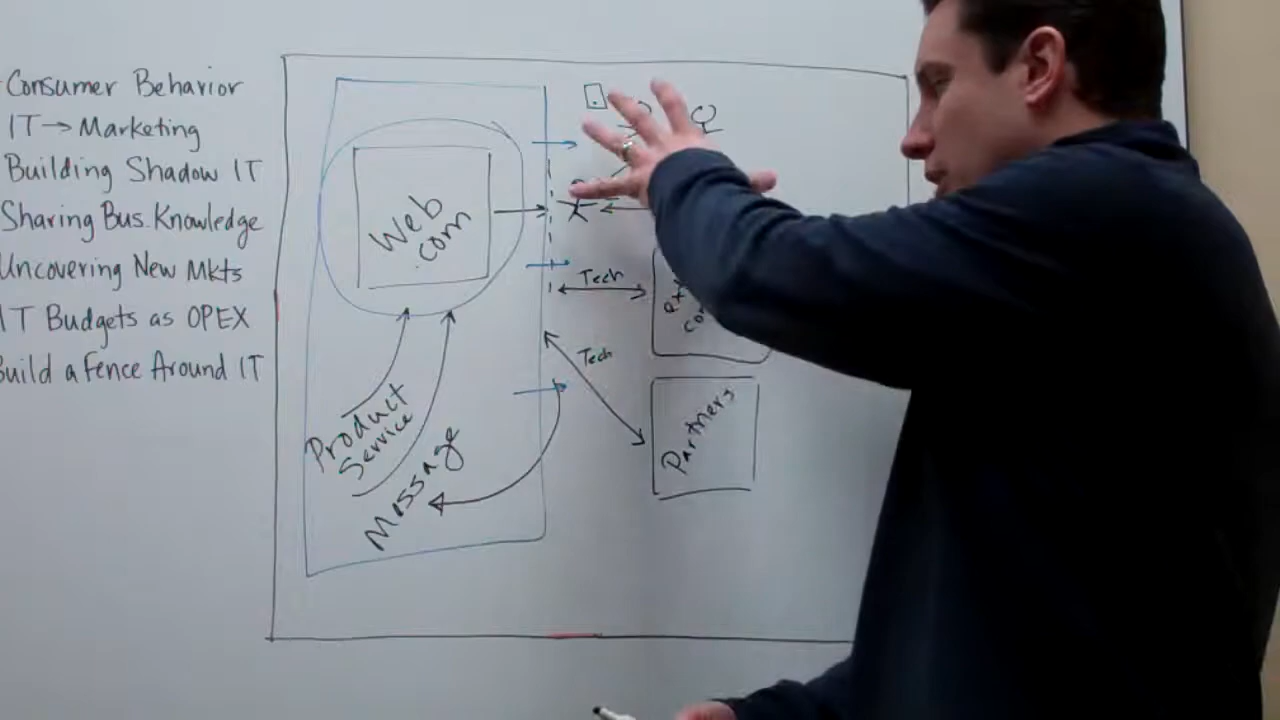 Consumer Behavior
IT → Marketing
Building Shadow IT
Sharing Bus. Knowledge
Uncovering New Mkts
IT Budgets as OPEX
Build a Fence Around IT
Web
.com
Product
Service
Message
Tech
Tech
Partners